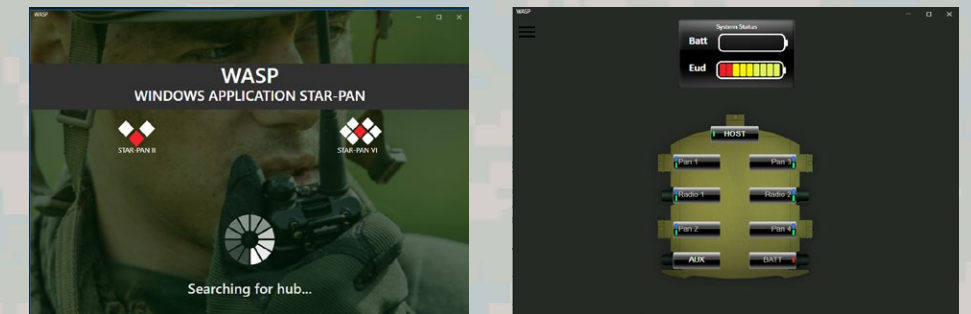 WASP
WASP
WINDOWS APPLICATION STAR-PAN
STAR-PAN II
STAR-PAN VI
Searching for hub...
WASP
System Status
Batt
Eud
HOST
Pan 1
Pan 3
Radio 1
Radio 2
Pan 2
Pan 4
AUX
BATT